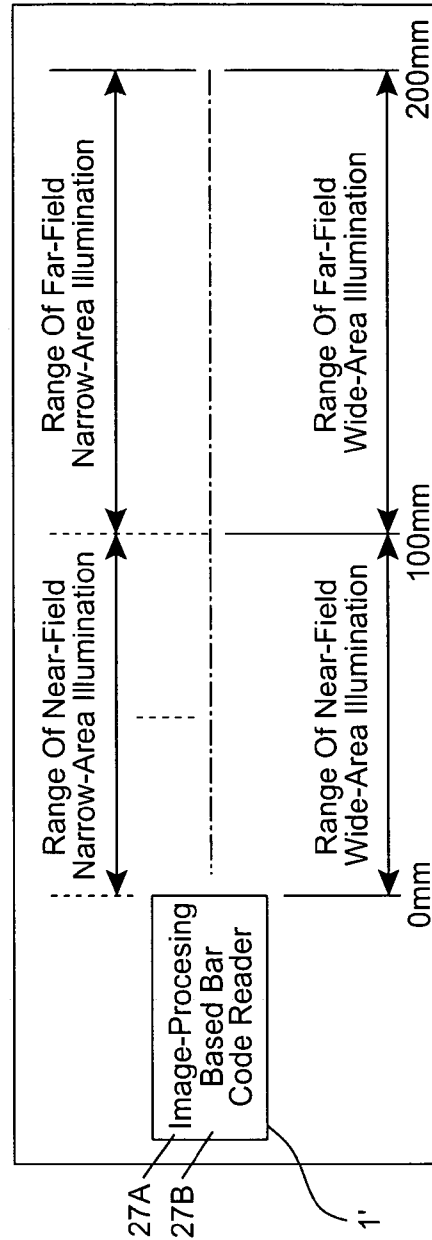 Range Of Near-Field
Narrow-Area Illumination
Range Of Far-Field
Narrow-Area Illumination
27A
27B
Image-Procesing
Based Bar
Code Reader
1'
Range Of Near-Field
Wide-Area Illumination
Range Of Far-Field
Wide-Area Illumination
0mm
100mm
200mm